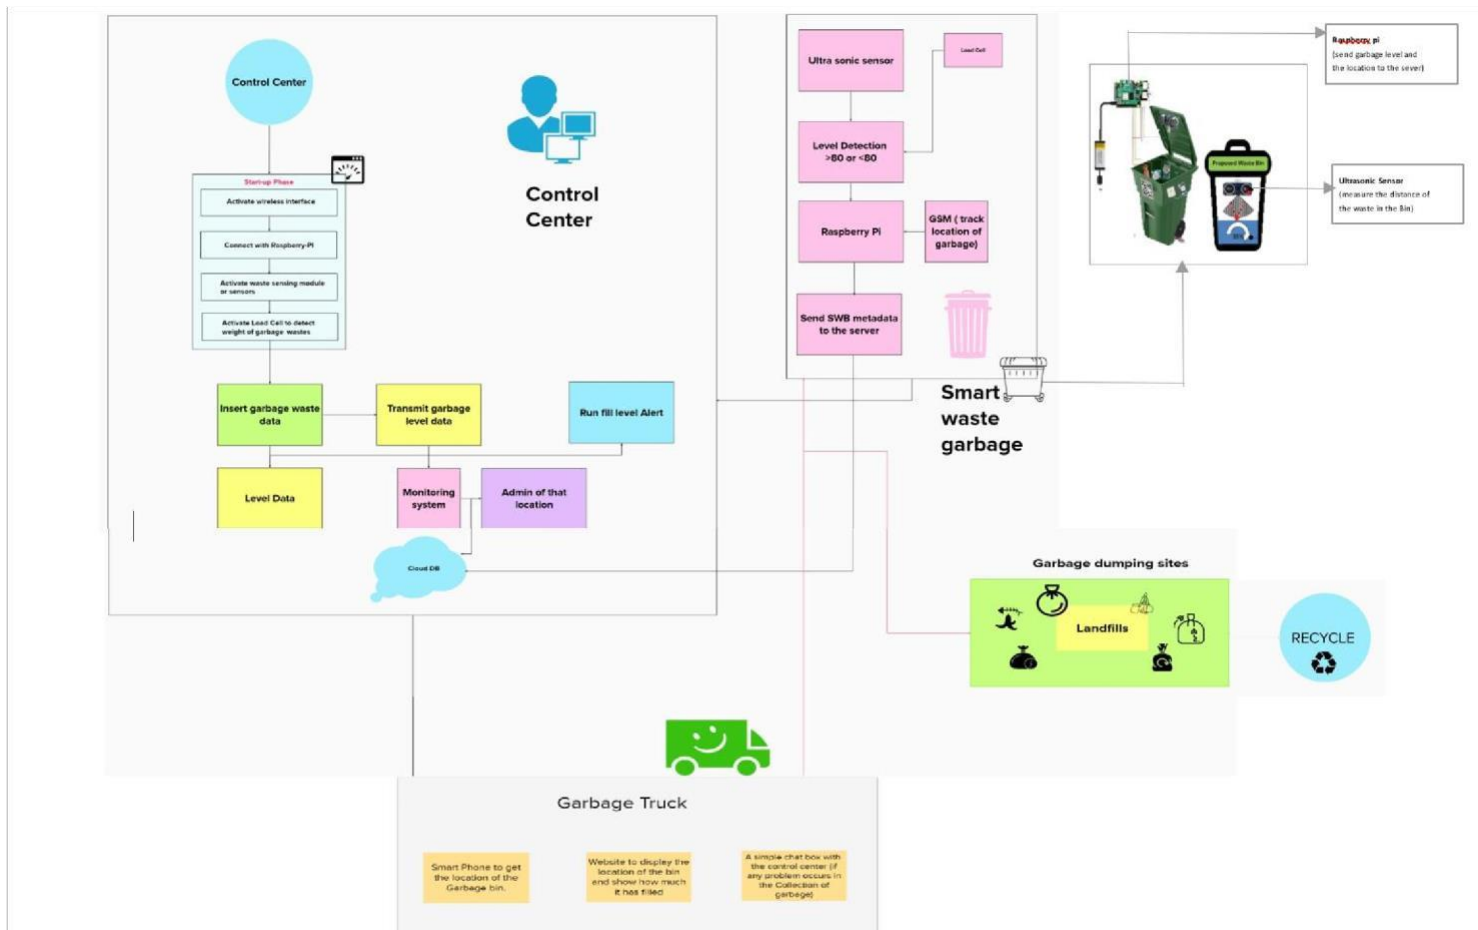 Control Center
Start-up Phase
Activate wireless interface
Connect with Raspberry-Pi
Activate waste sensing module
or sensors
Activate Load Cell to detect
weight of garbage wastes
Control
Center
Insert garbage waste
data
Transmit garbage
level data
Run fill level Alert
Level Data
Monitoring
system
Admin of that
location
Cloud DB
Ultra sonic sensor
Load Cell
Level Detection
>80 or <80
Raspberry Pi
GSM ( track
location of
garbage)
Send SWB metadata
to the server
Smart
waste
garbage
Proposed Waste Bin
Raspberry pi
(send garbage level and
the location to the sever)
Ultrasonic Sensor
(measure the distance of
the waste in the Bin)
Garbage dumping sites
Landfills
RECYCLE
Garbage Truck
Smart Phone to get
the location of the
Garbage bin.
Website to display the
location of the bin
end show how much
it has filled
A simple chat box with
the control center (if
any problem occurs in
the Collection of
garbage)